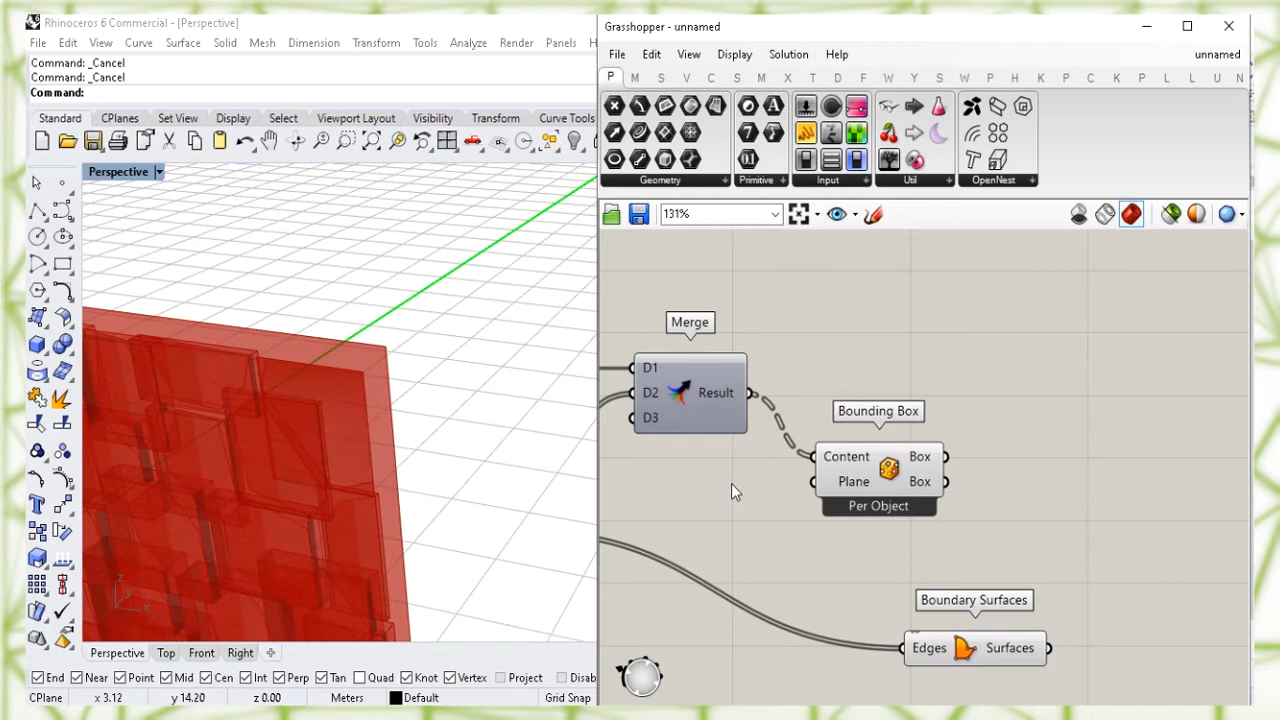 Rhinoceros 6 Commercial - [Perspective]
File Edit View Curve Surface Solid Mesh Dimension Transform Tools Analyze Render Panels H
Command: _Cancel
Command: _Cancel
Command:
Standard CPlanes Set View Display Select Viewport Layout Visibility Transform Curve Tools
Perspective
z
y
x
Perspective Top Front Right
End Near Point Mid Cen Int Perp Tan Quad Knot Vertex Project Disab
CPlane x 3.12 y 14.20 z 0.00 Meters Default Grid Snap
Grasshopper - unnamed
File Edit View Display Solution Help unnamed
P M S V C S M X T D F W Y S W P H K P L L U N
Geometry Primitive Input Util OpenNest
131%
Merge
D1
D2 Result
D3
Bounding Box
Content Box
Plane Box
Per Object
Boundary Surfaces
Edges Surfaces